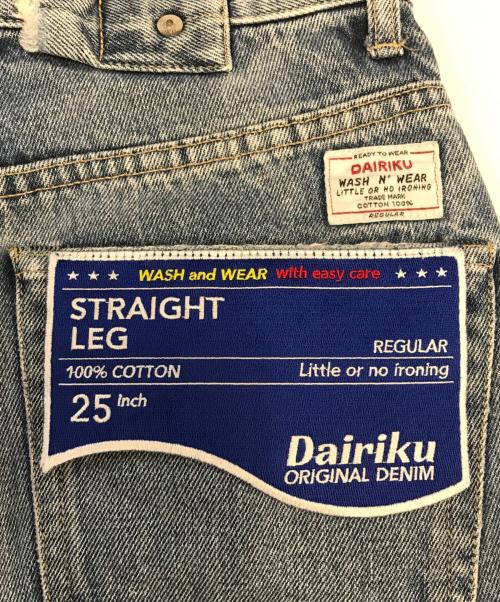 READY TO WEAR
DAIRIKU
WASH N' WEAR
LITTLE OR NO IRONING
TRADE MARK
COTTON 100%
REGULAR
★ ★ ★ WASH and WEAR with easy care ★ ★ ★
STRAIGHT
LEG
REGULAR
100% COTTON Little or no ironing
25 Inch
Dairiku
ORIGINAL DENIM